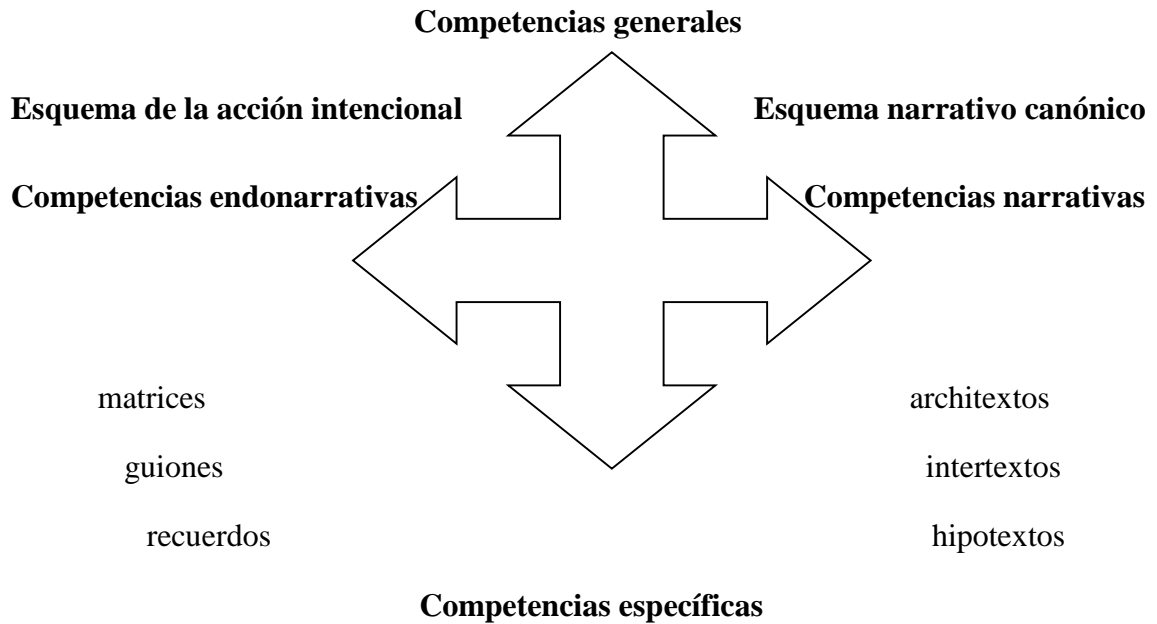 Competencias generales
Esquema de la acción intencional Esquema narrativo canónico
Competencias endonarrativas Competencias narrativas
matrices architextos
guiones intertextos
recuerdos hipotextos
Competencias específicas